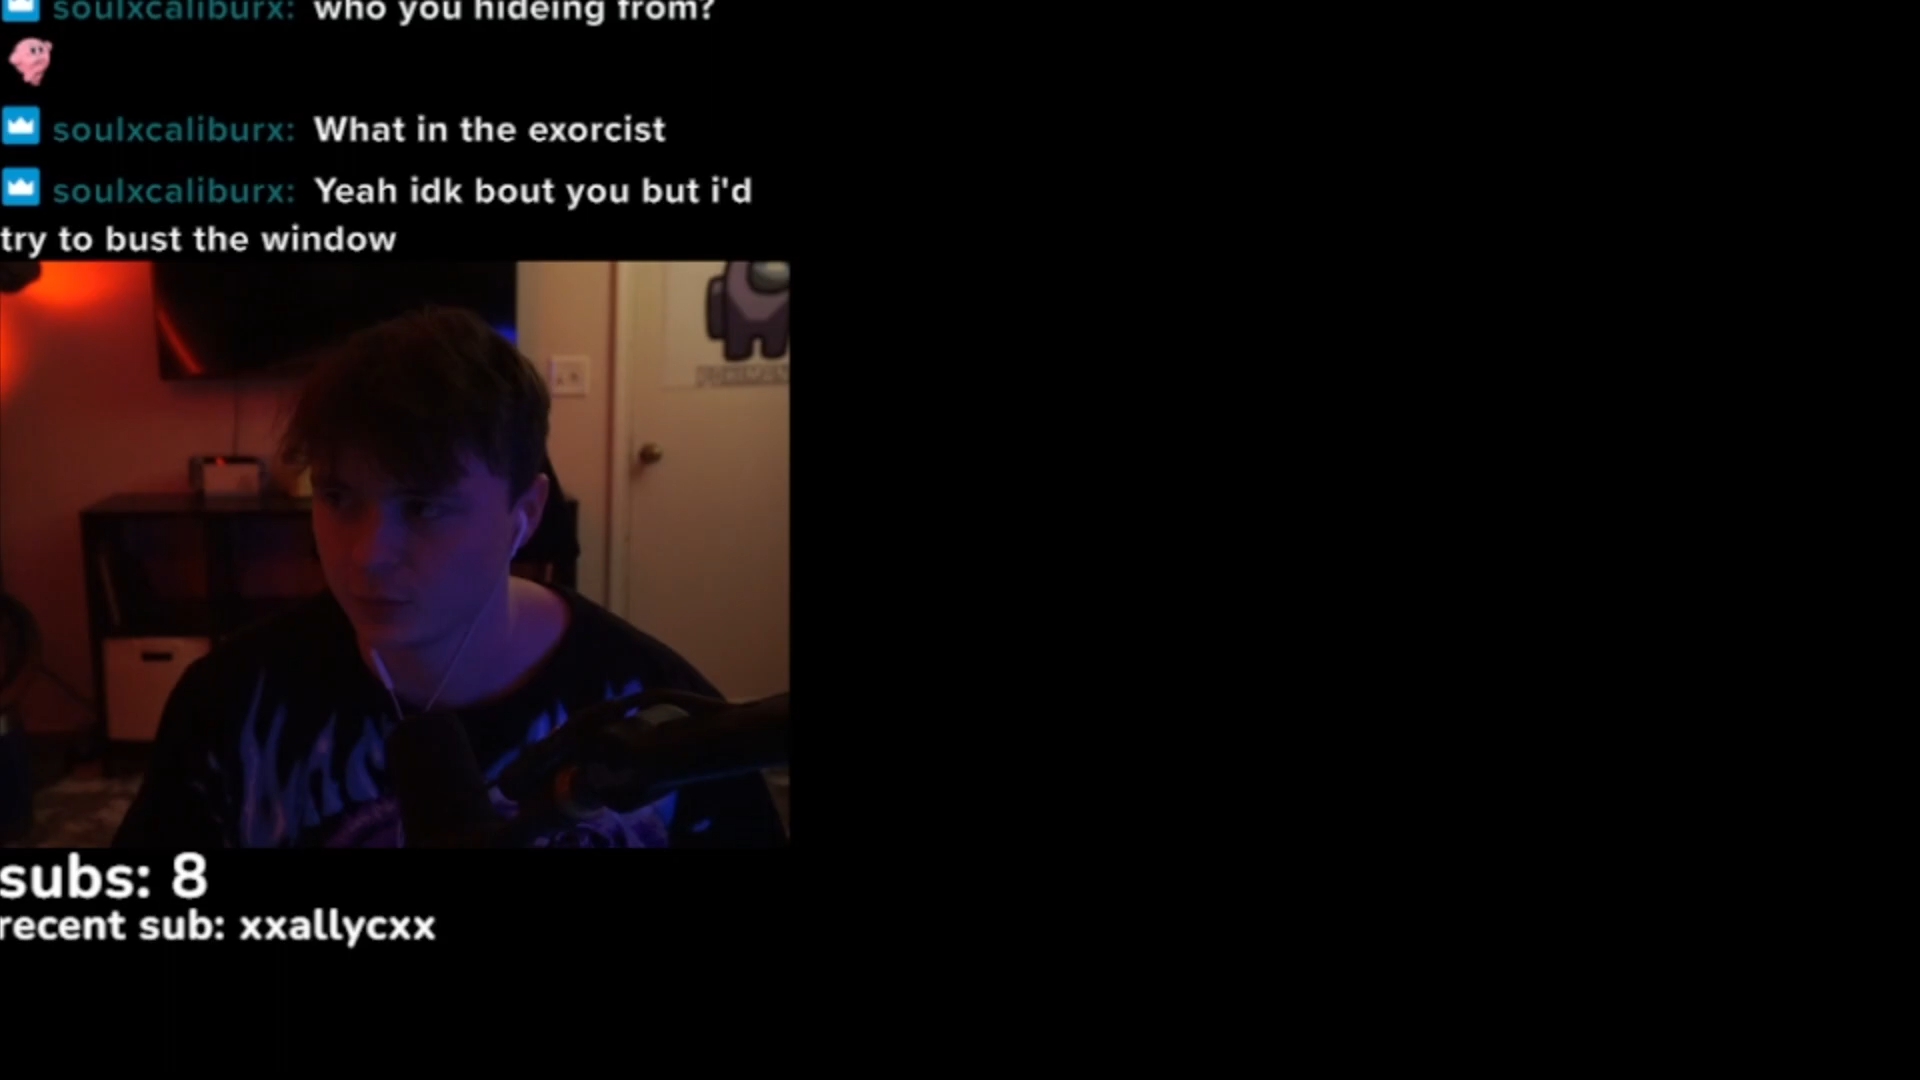 soulxcaliburx: who you hideing from?
soulxcaliburx: What in the exorcist
soulxcaliburx: Yeah idk bout you but i'd
try to bust the window
subs: 8
recent sub: xxallycxx